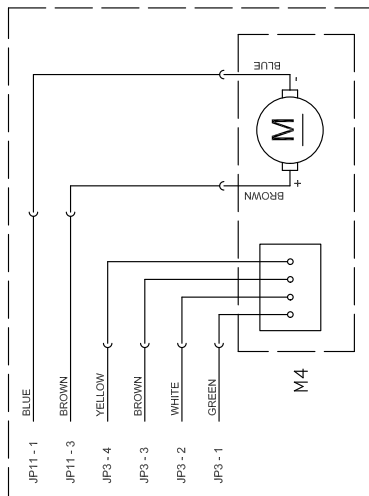 BLUE
-
M
+
BROWN
BLUE
BROWN
YELLOW
BROWN
WHITE
GREEN
JP11 - 1
JP11 - 3
JP3 - 4
JP3 - 3
JP3 - 2
JP3 - 1
M4